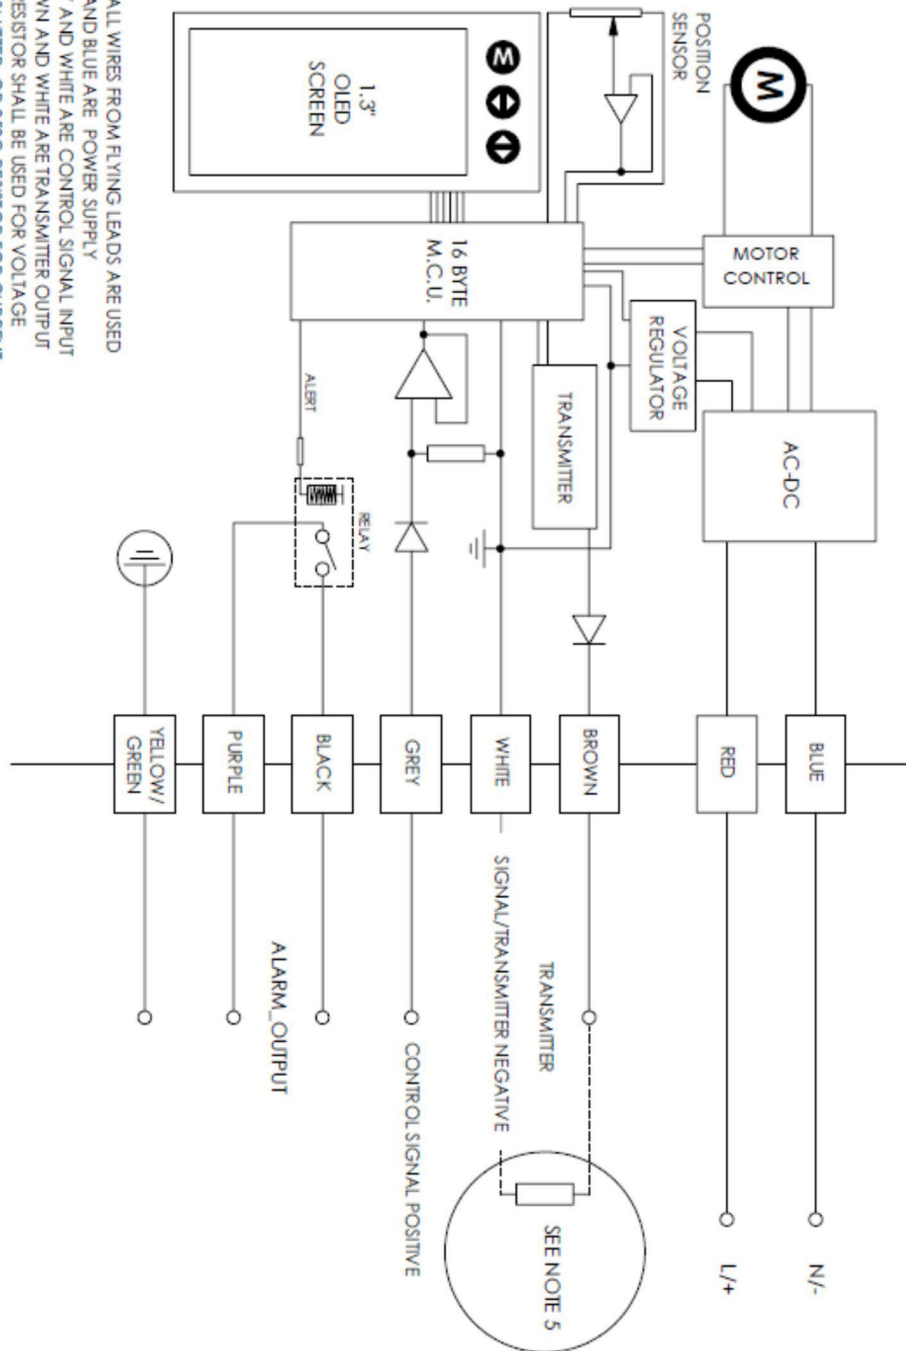 ALL WIRES FROM FLYING LEADS ARE USED
AND BLUE ARE POWER SUPPLY
AND WHITE ARE CONTROL SIGNAL INPUT
AND WHITE ARE TRANSMITTER OUTPUT
RESISTOR SHALL BE USED FOR VOLTAGE
1.3"
OLED
SCREEN
M
POSITION
SENSOR
M
MOTOR
CONTROL
16 BYTE
M.C.U.
VOLTAGE
REGULATOR
AC-DC
TRANSMITTER
ALERT
RELAY
YELLOW/
GREEN
PURPLE
BLACK
GREY
WHITE
BROWN
RED
BLUE
ALARM_OUTPUT
CONTROL SIGNAL POSITIVE
SIGNAL/TRANSMITTER NEGATIVE
TRANSMITTER
SEE NOTE 5
L/+
N/-